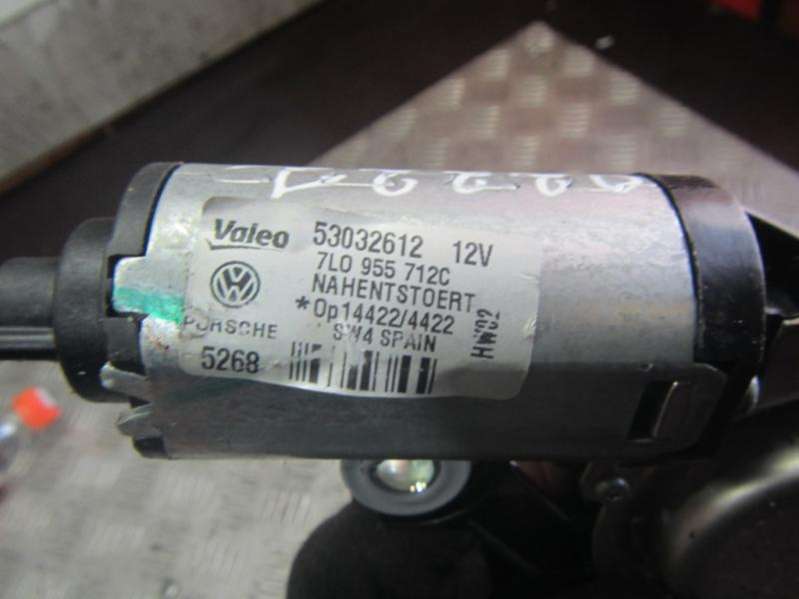 Valeo 53032612 12V
7L0 955 712C
NAHENTSTOERT
*Op14422/4422
PORSCHE SW4 SPAIN
5268
HW02